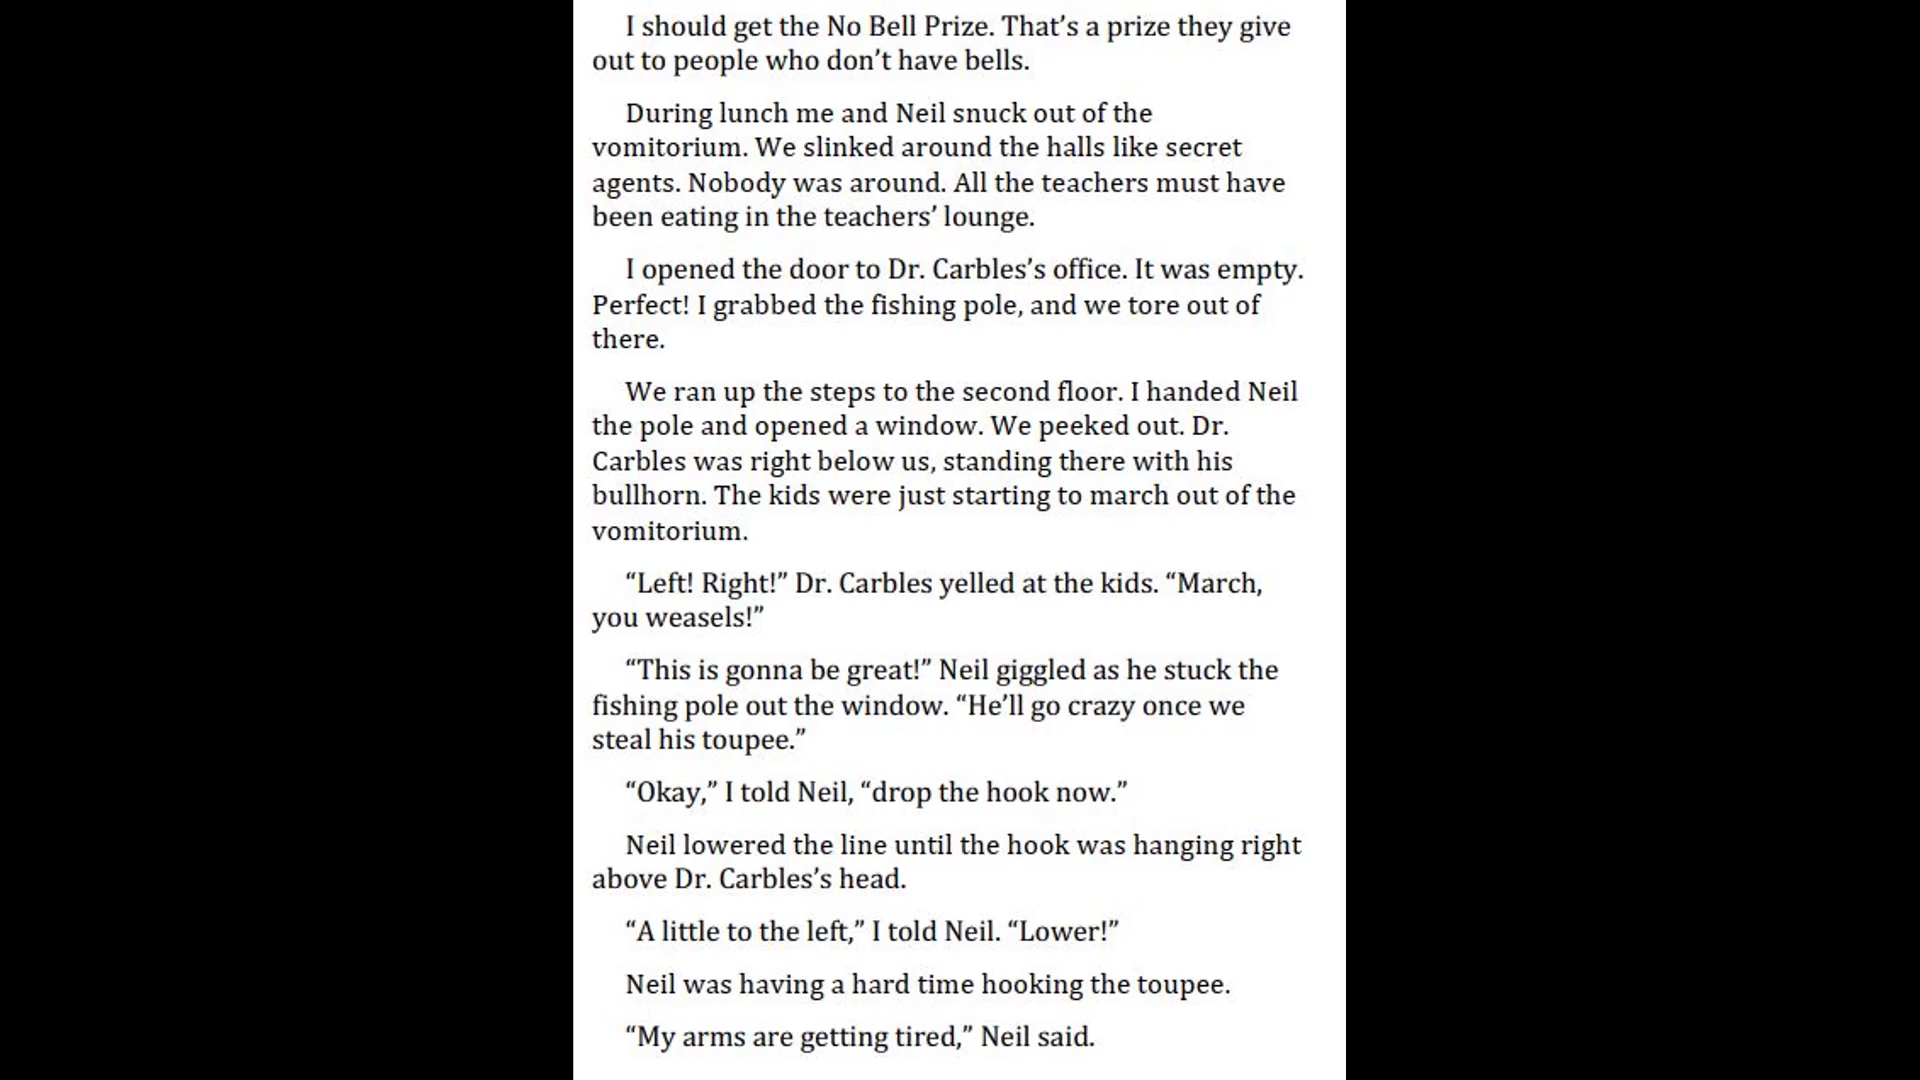 I should get the No Bell Prize. That’s a prize they give
out to people who don’t have bells.
During lunch me and Neil snuck out of the
vomitorium. We slinked around the halls like secret
agents. Nobody was around. All the teachers must have
been eating in the teachers’ lounge.
I opened the door to Dr. Carbles’s office. It was empty.
Perfect! I grabbed the fishing pole, and we tore out of
there.
We ran up the steps to the second floor. I handed Neil
the pole and opened a window. We peeked out. Dr.
Carbles was right below us, standing there with his
bullhorn. The kids were just starting to march out of the
vomitorium.
“Left! Right!” Dr. Carbles yelled at the kids. “March,
you weasels!”
“This is gonna be great!” Neil giggled as he stuck the
fishing pole out the window. “He’ll go crazy once we
steal his toupee.”
“Okay,” I told Neil, “drop the hook now.”
Neil lowered the line until the hook was hanging right
above Dr. Carbles’s head.
“A little to the left,” I told Neil. “Lower!”
Neil was having a hard time hooking the toupee.
“My arms are getting tired,” Neil said.